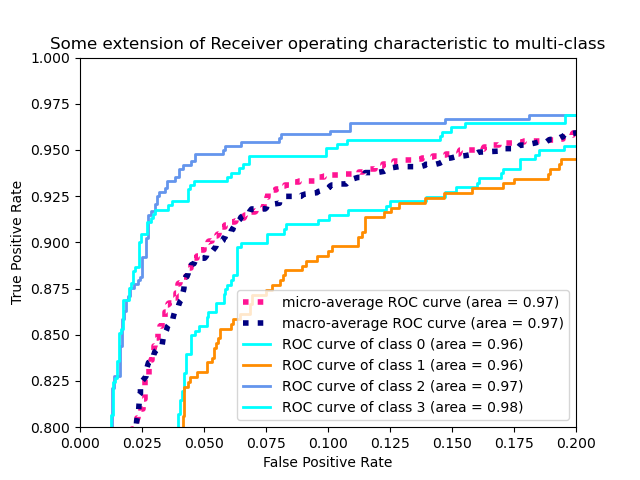 Some extension of Receiver operating characteristic to multi-class
1.000
0.975
0.950
0.925
0.900
0.875
0.850
0.825
0.800
True Positive Rate
micro-average ROC curve (area = 0.97)
macro-average ROC curve (area = 0.97)
ROC curve of class 0 (area = 0.96)
ROC curve of class 1 (area = 0.96)
ROC curve of class 2 (area = 0.97)
ROC curve of class 3 (area = 0.98)
0.000 0.025 0.050 0.075 0.100 0.125 0.150 0.175 0.200
False Positive Rate